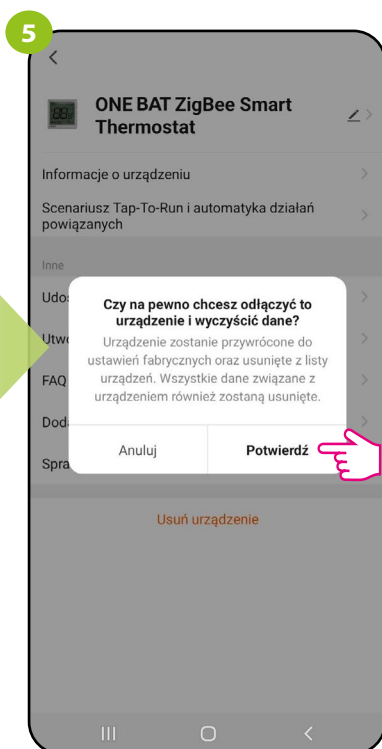 5
ONE BAT ZigBee Smart
Thermostat
Informacje o urządzeniu
Scenariusz Tap-To-Run i automatyka działań
powiązanych
Inne
Czy na pewno chcesz odłączyć to
urządzenie i wyczyścić dane?
Urządzenie zostanie przywrócone do
ustawień fabrycznych oraz usunięte z listy
urządzeń. Wszystkie dane związane z
urządzeniem również zostaną usunięte.
FAQ
Anuluj
Potwierdź
Usuń urządzenie